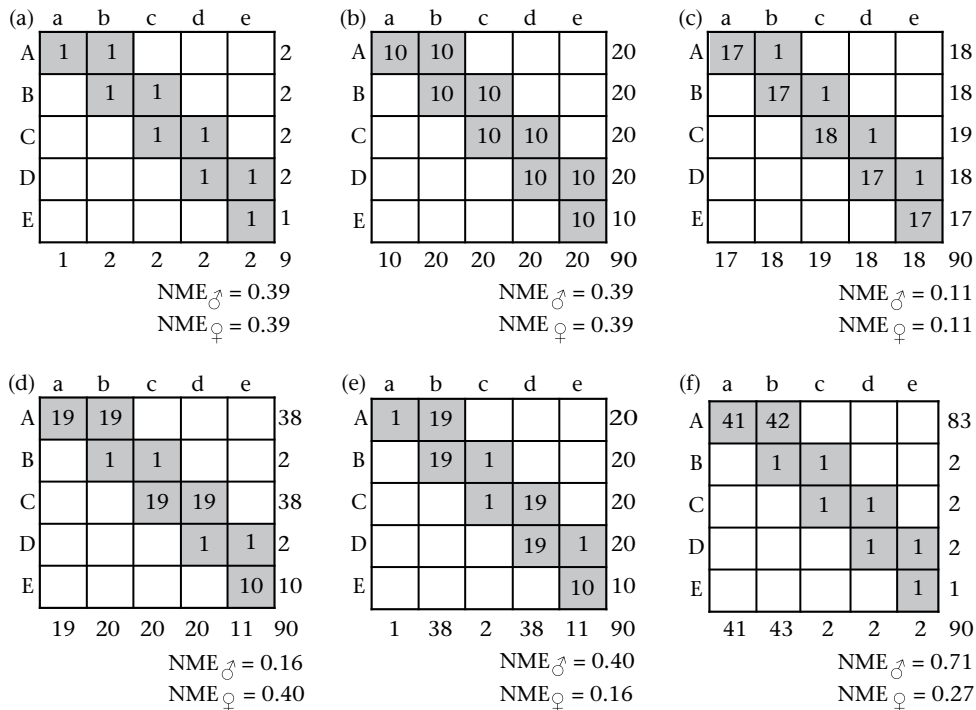 (a) a b c d e
A 1 1 2
B 1 1 2
C 1 1 2
D 1 1 2
E 1 1
1 2 2 2 2 9
NME♂ = 0.39
NME♀ = 0.39
(b) a b c d e
A 10 10 20
B 10 10 20
C 10 10 20
D 10 10 20
E 10 10
10 20 20 20 20 90
NME♂ = 0.39
NME♀ = 0.39
(c) a b c d e
A 17 1 18
B 17 1 18
C 18 1 19
D 17 1 18
E 17 17
17 18 19 18 18 90
NME♂ = 0.11
NME♀ = 0.11
(d) a b c d e
A 19 19 38
B 1 1 2
C 19 19 38
D 1 1 2
E 10 10
19 20 20 20 11 90
NME♂ = 0.16
NME♀ = 0.40
(e) a b c d e
A 1 19 20
B 19 1 20
C 1 19 20
D 19 1 20
E 10 10
1 38 2 38 11 90
NME♂ = 0.40
NME♀ = 0.16
(f) a b c d e
A 41 42 83
B 1 1 2
C 1 1 2
D 1 1 2
E 1 1
41 43 2 2 2 90
NME♂ = 0.71
NME♀ = 0.27